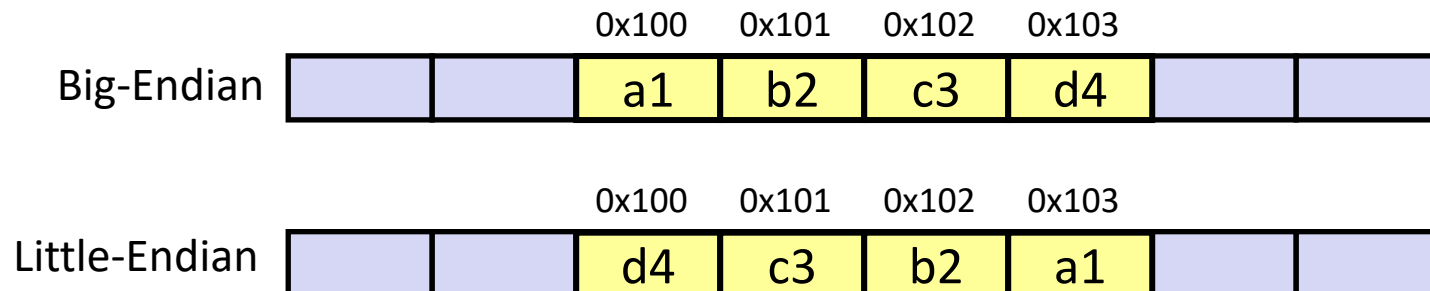 0x100 0x101 0x102 0x103
Big-Endian a1 b2 c3 d4
0x100 0x101 0x102 0x103
Little-Endian d4 c3 b2 a1